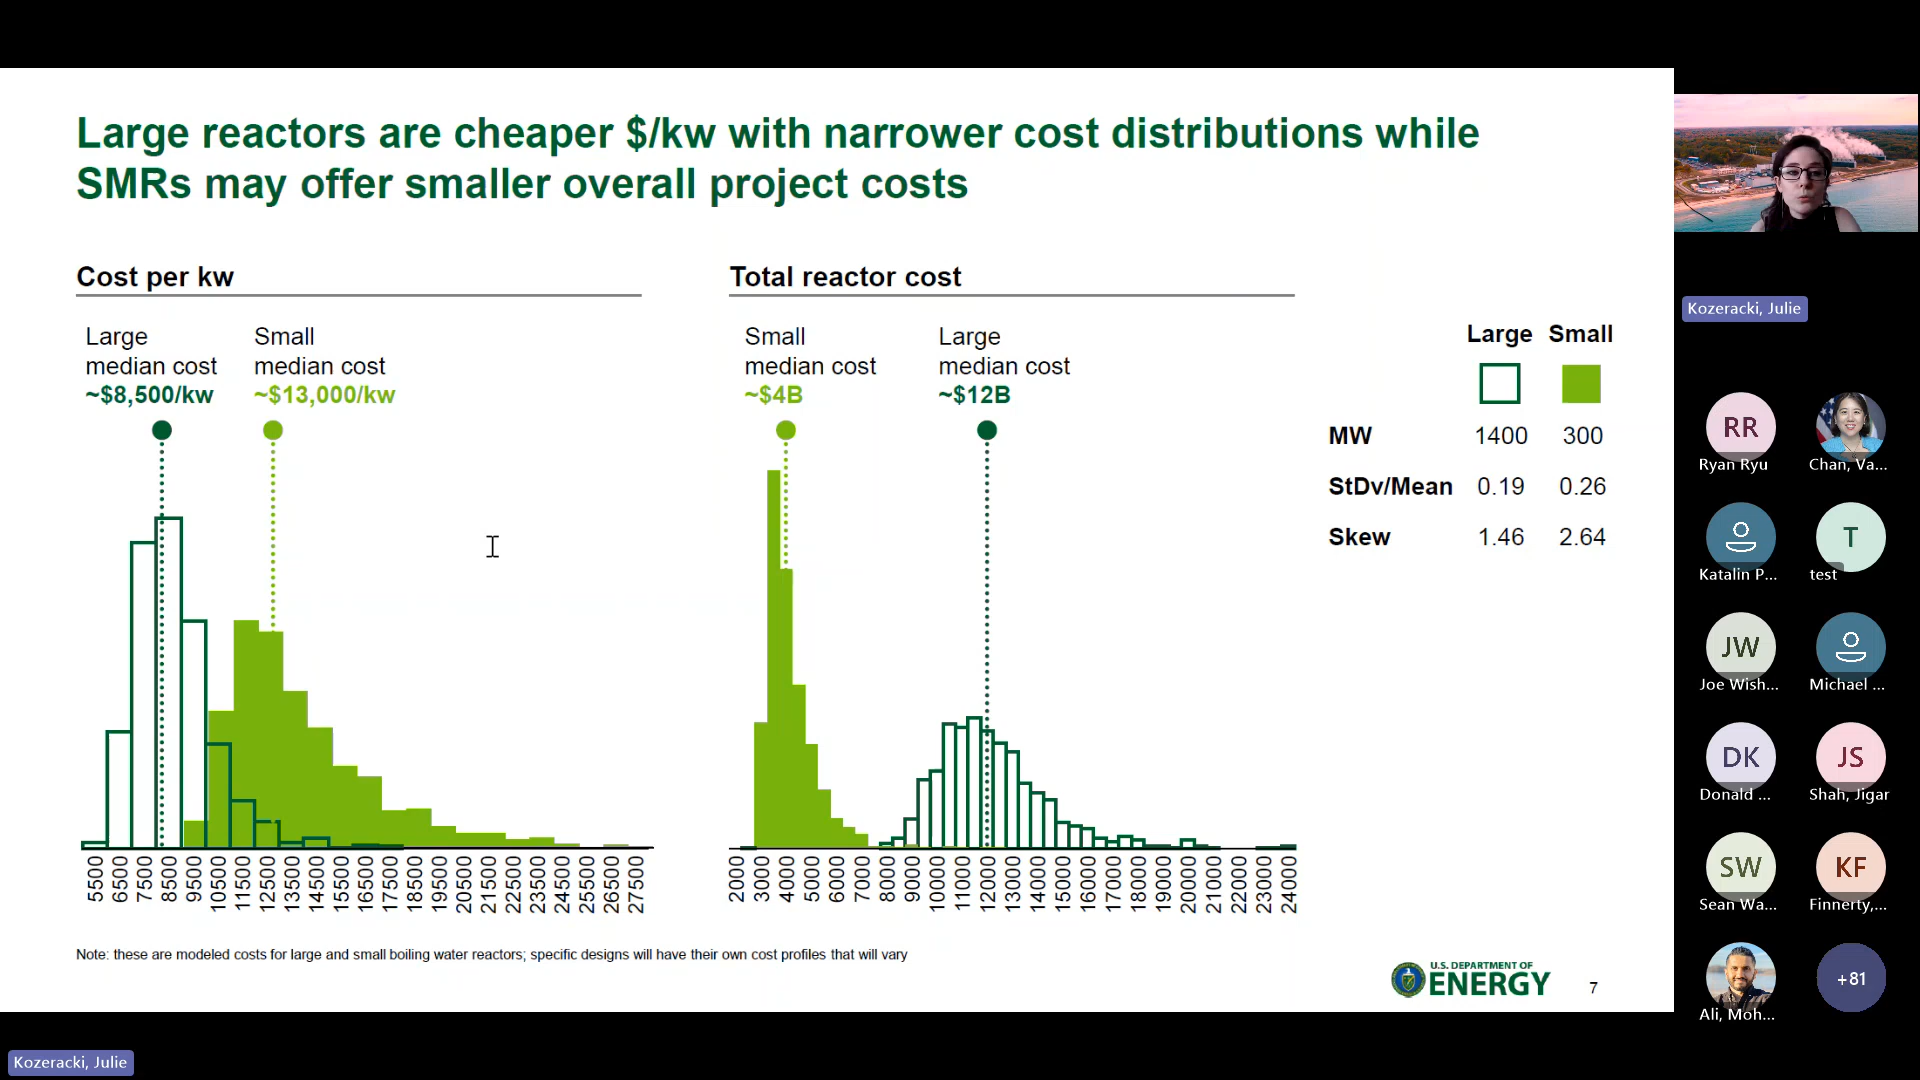 Large reactors are cheaper $/kw with narrower cost distributions while
SMRs may offer smaller overall project costs
Cost per kw
Large
median cost
~$8,500/kw
Small
median cost
~$13,000/kw
5500
6500
7500
8500
9500
10500
11500
12500
13500
14500
15500
16500
17500
18500
19500
20500
21500
22500
23500
24500
25500
26500
27500
Total reactor cost
Small
median cost
~$4B
Large
median cost
~$12B
2000
3000
4000
5000
6000
7000
8000
9000
10000
11000
12000
13000
14000
15000
16000
17000
18000
19000
20000
21000
22000
23000
24000
Large Small
MW 1400 300
StDv/Mean 0.19 0.26
Skew 1.46 2.64
Note: these are modeled costs for large and small boiling water reactors; specific designs will have their own cost profiles that will vary
U.S. DEPARTMENT OF
ENERGY
7
Kozeracki, Julie
RR
Ryan Ryu
Chan, Va...
Katalin P...
T
test
JW
Joe Wish...
Michael ...
DK
Donald ...
JS
Shah, Jigar
SW
Sean Wa...
KF
Finnerty,...
Ali, Moh...
+81
Kozeracki, Julie